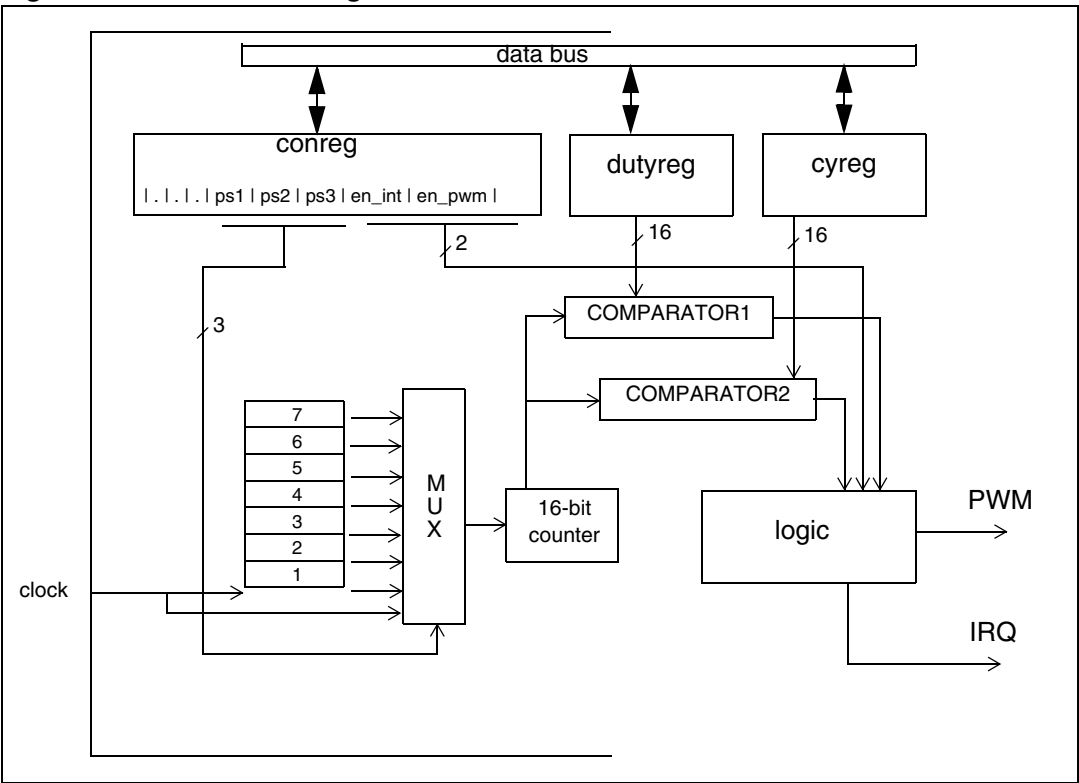 data bus
conreg
| . | . | . | ps1 | ps2 | ps3 | en_int | en_pwm |
dutyreg
cyreg
2
16
16
3
COMPARATOR1
COMPARATOR2
7
6
5
4
3
2
1
M
U
X
16-bit
counter
logic
PWM
IRQ
clock